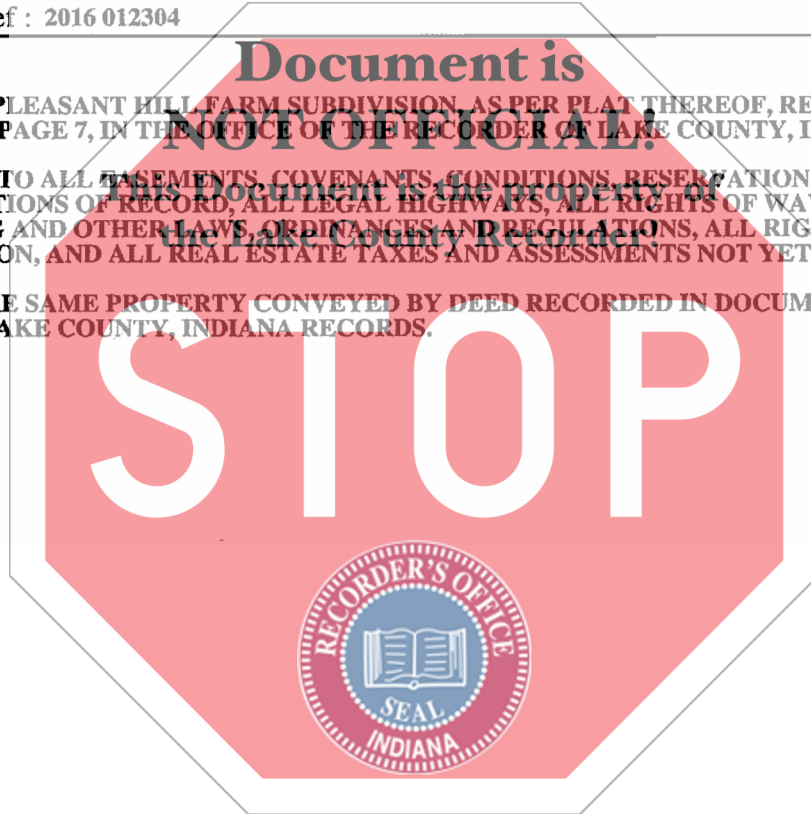 ef : 2016 012304
Document is
PLEASANT HILL FARM SUBDIVISION, AS PER PLAT THEREOF, RE
NOT OFFICIAL!
PAGE 7, IN THE OFFICE OF THE RECORDER OF LAKE COUNTY, I
TO ALL EASEMENTS, COVENANTS, CONDITIONS, RESERVATION
This Document is the property of
TIONS OF RECORD, ALL LEGAL HIGHWAYS, ALL RIGHTS OF WA
AND OTHER LAWS, ORDINANCES AND REGULATIONS, ALL RIG
the Lake County Recorder!
ON, AND ALL REAL ESTATE TAXES AND ASSESSMENTS NOT YET
E SAME PROPERTY CONVEYED BY DEED RECORDED IN DOCUM
AKE COUNTY, INDIANA RECORDS.
STOP
RECORDER'S OFFICE
SEAL
INDIANA